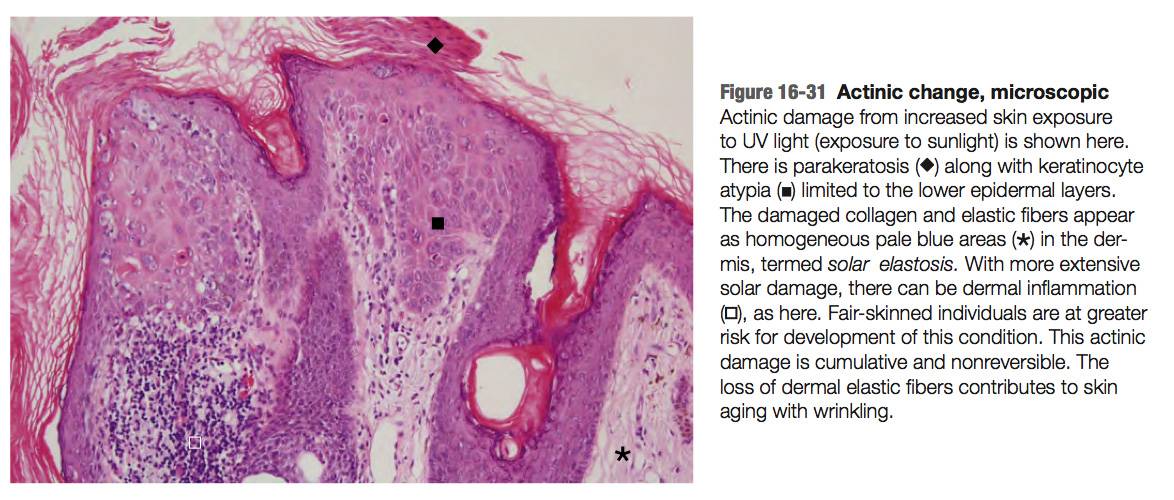 Figure 16-31 Actinic change, microscopic
Actinic damage from increased skin exposure
to UV light (exposure to sunlight) is shown here.
There is parakeratosis (◆) along with keratinocyte
atypia (■) limited to the lower epidermal layers.
The damaged collagen and elastic fibers appear
as homogeneous pale blue areas (*) in the der-
mis, termed solar elastosis. With more extensive
solar damage, there can be dermal inflammation
(□), as here. Fair-skinned individuals are at greater
risk for development of this condition. This actinic
damage is cumulative and nonreversible. The
loss of dermal elastic fibers contributes to skin
aging with wrinkling.